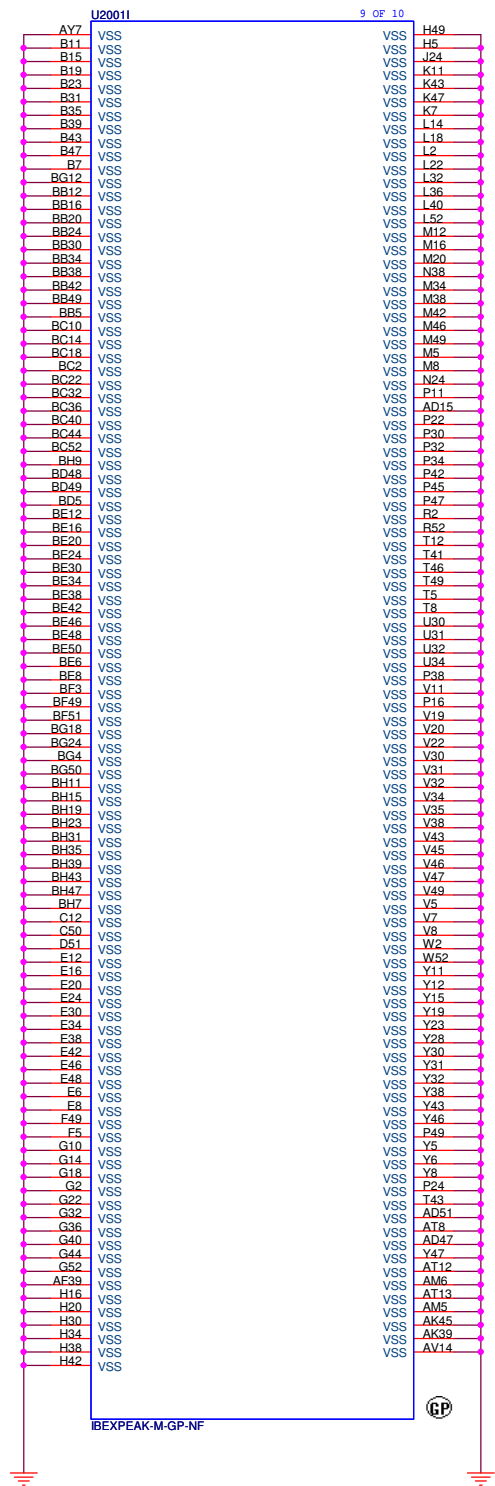 U2001I 9 OF 10
AY7 VSS VSS H49
B11 VSS VSS H5
B15 VSS VSS J24
B19 VSS VSS K11
B23 VSS VSS K43
B31 VSS VSS K47
B35 VSS VSS K7
B39 VSS VSS L14
B43 VSS VSS L18
B47 VSS VSS L2
B7 VSS VSS L22
BG12 VSS VSS L32
BB12 VSS VSS L36
BB16 VSS VSS L40
BB20 VSS VSS L52
BB24 VSS VSS M12
BB30 VSS VSS M16
BB34 VSS VSS M20
BB38 VSS VSS N38
BB42 VSS VSS M34
BB49 VSS VSS M38
BB5 VSS VSS M42
BC10 VSS VSS M46
BC14 VSS VSS M49
BC18 VSS VSS M5
BC2 VSS VSS M8
BC22 VSS VSS N24
BC32 VSS VSS P11
BC36 VSS VSS AD15
BC40 VSS VSS P22
BC44 VSS VSS P30
BC52 VSS VSS P32
BH9 VSS VSS P34
BD48 VSS VSS P42
BD49 VSS VSS P45
BD5 VSS VSS P47
BE12 VSS VSS R2
BE16 VSS VSS R52
BE20 VSS VSS T12
BE24 VSS VSS T41
BE30 VSS VSS T46
BE34 VSS VSS T49
BE38 VSS VSS T5
BE42 VSS VSS T8
BE46 VSS VSS U30
BE48 VSS VSS U31
BE50 VSS VSS U32
BE6 VSS VSS U34
BE8 VSS VSS P38
BF3 VSS VSS V11
BF49 VSS VSS P16
BF51 VSS VSS V19
BG18 VSS VSS V20
BG24 VSS VSS V22
BG4 VSS VSS V30
BG50 VSS VSS V31
BH11 VSS VSS V32
BH15 VSS VSS V34
BH19 VSS VSS V35
BH23 VSS VSS V38
BH31 VSS VSS V43
BH35 VSS VSS V45
BH39 VSS VSS V46
BH43 VSS VSS V47
BH47 VSS VSS V49
BH7 VSS VSS V5
C12 VSS VSS V7
C50 VSS VSS V8
D51 VSS VSS W2
E12 VSS VSS W52
E16 VSS VSS Y11
E20 VSS VSS Y12
E24 VSS VSS Y15
E30 VSS VSS Y19
E34 VSS VSS Y23
E38 VSS VSS Y28
E42 VSS VSS Y30
E46 VSS VSS Y31
E48 VSS VSS Y32
E6 VSS VSS Y38
E8 VSS VSS Y43
F49 VSS VSS Y46
F5 VSS VSS P49
G10 VSS VSS Y5
G14 VSS VSS Y6
G18 VSS VSS Y8
G2 VSS VSS P24
G22 VSS VSS T43
G32 VSS VSS AD51
G36 VSS VSS AT8
G40 VSS VSS AD47
G44 VSS VSS Y47
G52 VSS VSS AT12
AF39 VSS VSS AM6
H16 VSS VSS AT13
H20 VSS VSS AM5
H30 VSS VSS AK45
H34 VSS VSS AK39
H38 VSS VSS AV14
H42 VSS
GP
IBEXPEAK-M-GP-NF